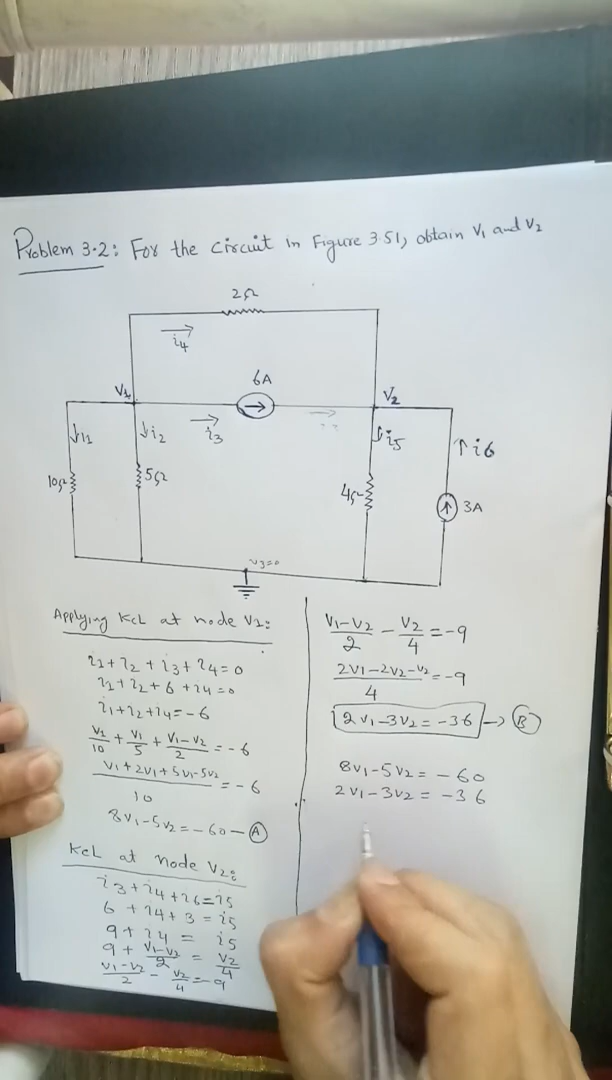 Problem 3.2: For the circuit in Figure 3.51, obtain V1 and V2
2Ω
i4
6A
V1
V2
i1
i2
i3
i5
i6
10Ω
5Ω
4Ω
3A
V3=0
Applying KCL at node V1:
i1+i2+i3+i4=0
i1+i2+6+i4=0
i1+i2+i4=-6
V1/10 + V1/5 + (V1-V2)/2 = -6
(V1+2V1+5V1-5V2)/10 = -6
8V1-5V2=-60 - A
KCL at node V2:
i3+i4+i6=i5
6+i4+3=i5
9+i4=i5
9+(V1-V2)/2=V2/4
(V1-V2)/2-V2/4=-9
(V1-V2)/2 - V2/4 = -9
(2V1-2V2-V2)/4=-9
2V1-3V2=-36 → B
8V1-5V2=-60
2V1-3V2=-36